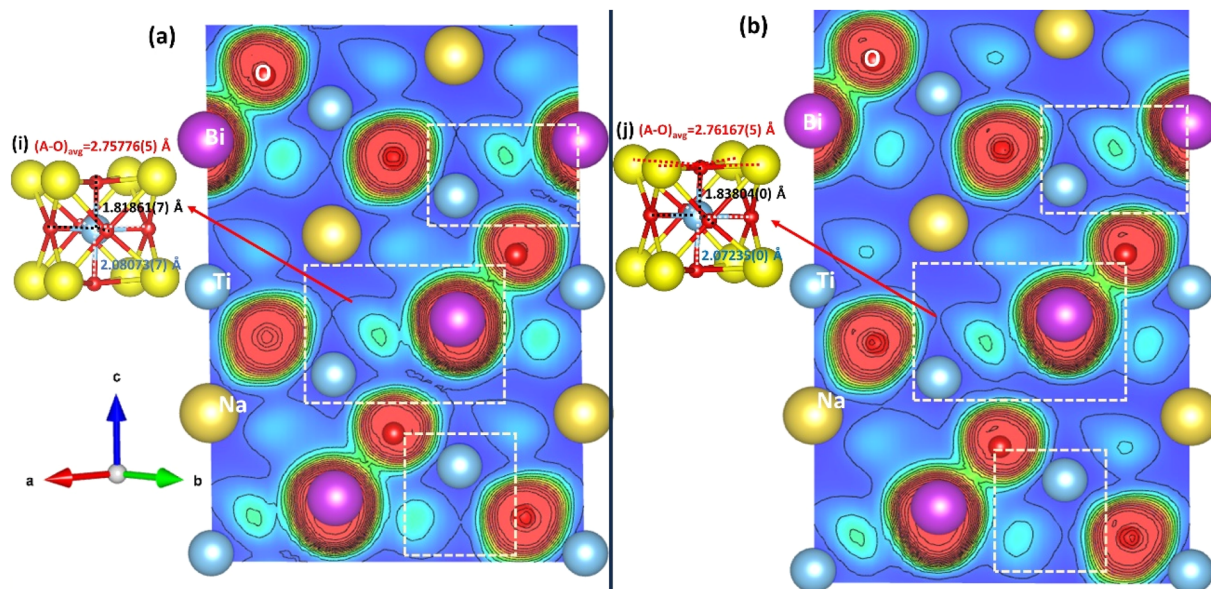 (a)
O
Bi
(i)
(A-O)avg=2.75776(5) Å
1.81861(7) Å
2.08073(7) Å
Ti
Na
c
a
b
(b)
O
Bi
(j)
(A-O)avg=2.76167(5) Å
1.83804(0) Å
2.07235(0) Å
Ti
Na